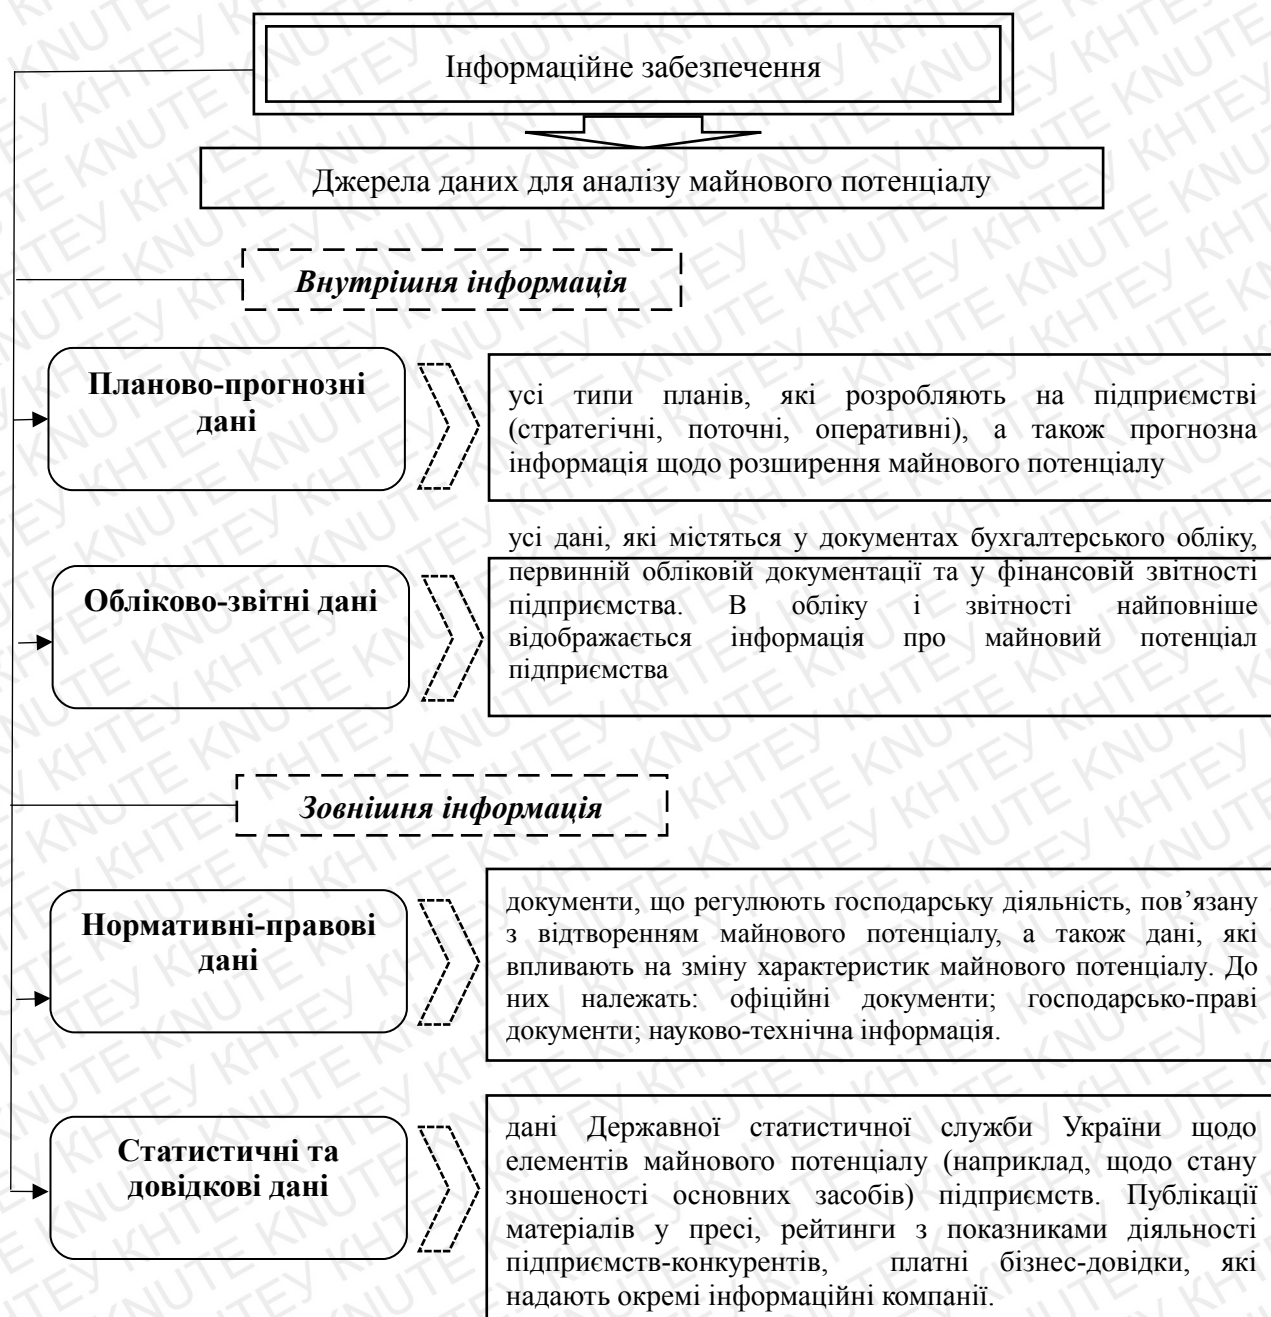 Інформаційне забезпечення
Джерела даних для аналізу майнового потенціалу
Внутрішня інформація
Планово-прогнозні
дані
усі типи планів, які розробляють на підприємстві
(стратегічні, поточні, оперативні), а також прогнозна
інформація щодо розширення майнового потенціалу
Обліково-звітні дані
усі дані, які містяться у документах бухгалтерського обліку,
первинній обліковій документації та у фінансовій звітності
підприємства. В обліку і звітності найповніше
відображається інформація про майновий потенціал
підприємства
Зовнішня інформація
Нормативні-правові
дані
документи, що регулюють господарську діяльність, пов’язану
з відтворенням майнового потенціалу, а також дані, які
впливають на зміну характеристик майнового потенціалу. До
них належать: офіційні документи; господарсько-праві
документи; науково-технічна інформація.
Статистичні та
довідкові дані
дані Державної статистичної служби України щодо
елементів майнового потенціалу (наприклад, щодо стану
зношеності основних засобів) підприємств. Публікації
матеріалів у пресі, рейтинги з показниками діяльності
підприємств-конкурентів, платні бізнес-довідки, які
надають окремі інформаційні компанії.